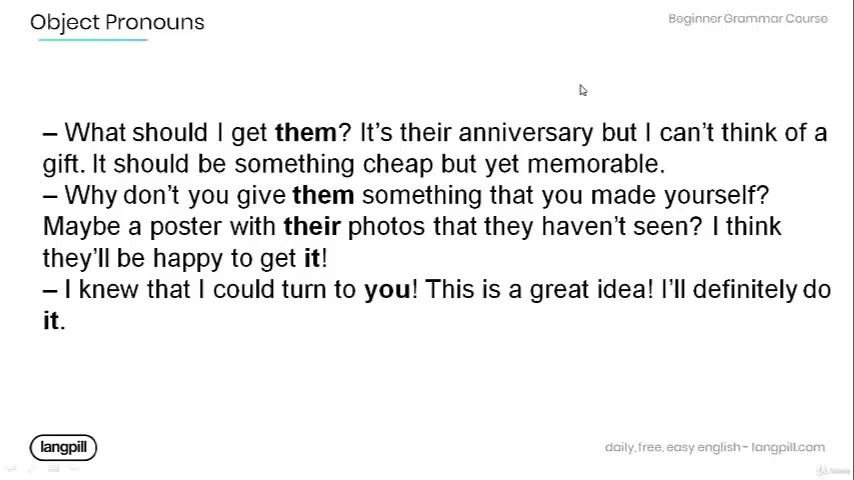 Object Pronouns
Beginner Grammar Course
– What should I get them? It's their anniversary but I can't think of a
gift. It should be something cheap but yet memorable.
– Why don't you give them something that you made yourself?
Maybe a poster with their photos that they haven't seen? I think
they'll be happy to get it!
– I knew that I could turn to you! This is a great idea! I'll definitely do
it.
langpill
daily, free, easy english - langpill.com